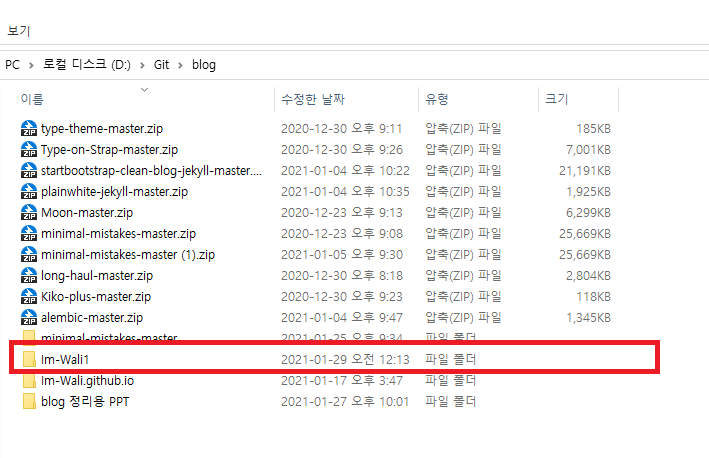 보기
PC > 로컬 디스크 (D:) > Git > blog
이름 수정한 날짜 유형 크기
type-theme-master.zip 2020-12-30 오후 9:11 압축(ZIP) 파일 185KB
Type-on-Strap-master.zip 2020-12-30 오후 9:26 압축(ZIP) 파일 7,001KB
startbootstrap-clean-blog-jekyll-master.... 2021-01-04 오후 10:22 압축(ZIP) 파일 21,191KB
plainwhite-jekyll-master.zip 2021-01-04 오후 10:35 압축(ZIP) 파일 1,925KB
Moon-master.zip 2020-12-23 오후 9:13 압축(ZIP) 파일 6,299KB
minimal-mistakes-master.zip 2020-12-23 오후 9:08 압축(ZIP) 파일 25,669KB
minimal-mistakes-master (1).zip 2021-01-05 오후 9:30 압축(ZIP) 파일 25,669KB
long-haul-master.zip 2020-12-30 오후 8:18 압축(ZIP) 파일 2,804KB
Kiko-plus-master.zip 2020-12-30 오후 9:23 압축(ZIP) 파일 118KB
alembic-master.zip 2021-01-04 오후 9:47 압축(ZIP) 파일 1,345KB
minimal-mistakes-master 2021-01-25 오후 9:34 파일 폴더
Im-Wali1 2021-01-29 오전 12:13 파일 폴더
Im-Wali.github.io 2021-01-17 오후 3:47 파일 폴더
blog 정리용 PPT 2021-01-27 오후 10:01 파일 폴더